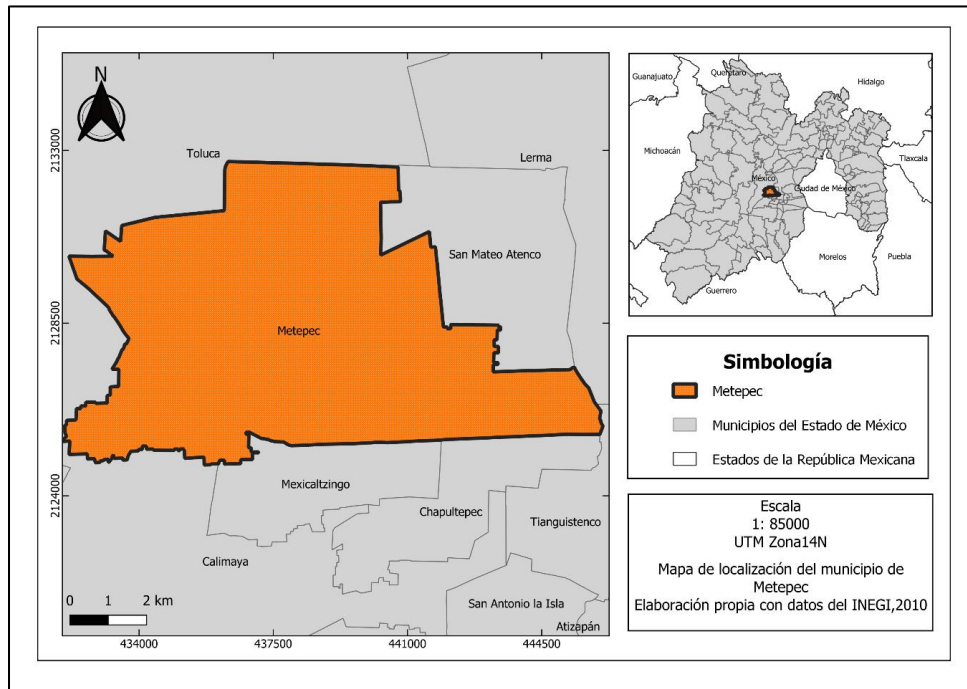 N
2133000
2128500
2124000
Toluca
Lerma
San Mateo Atenco
Metepec
Mexicaltzingo
Chapultepec
Tianguistenco
Calimaya
San Antonio la Isla
Atizapán
0 1 2 km
434000 437500 441000 444500
Guanajuato
Querétaro
Hidalgo
Michoacán
Tlaxcala
México
Ciudad de México
Morelos
Puebla
Guerrero
Simbología
Metepec
Municipios del Estado de México
Estados de la República Mexicana
Escala
1: 85000
UTM Zona14N
Mapa de localización del municipio de
Metepec
Elaboración propia con datos del INEGI,2010